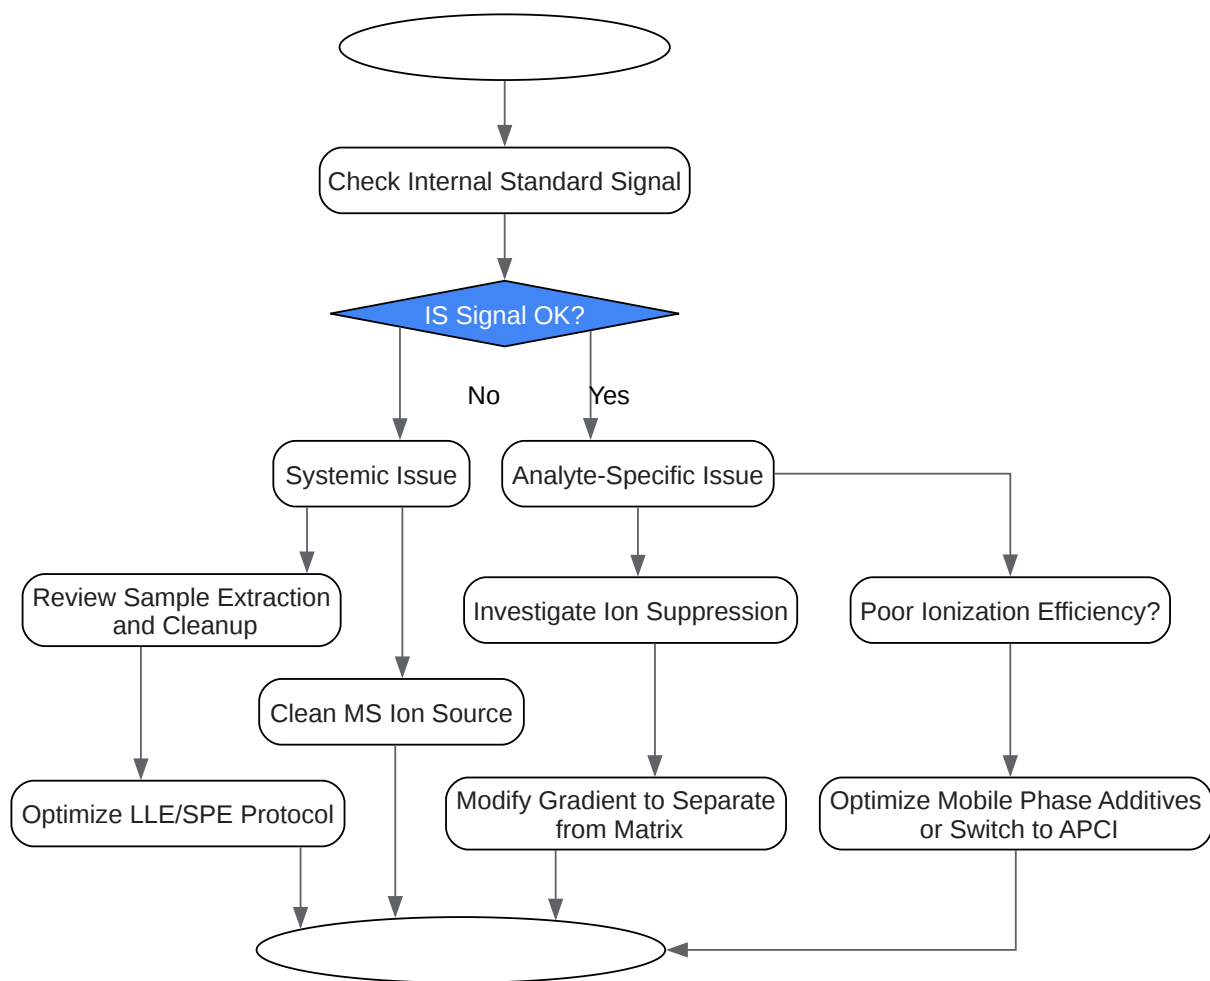 Check Internal Standard Signal
IS Signal OK?
No
Yes
Systemic Issue
Analyte-Specific Issue
Review Sample Extraction
and Cleanup
Investigate Ion Suppression
Poor Ionization Efficiency?
Clean MS Ion Source
Optimize LLE/SPE Protocol
Modify Gradient to Separate
from Matrix
Optimize Mobile Phase Additives
or Switch to APCI